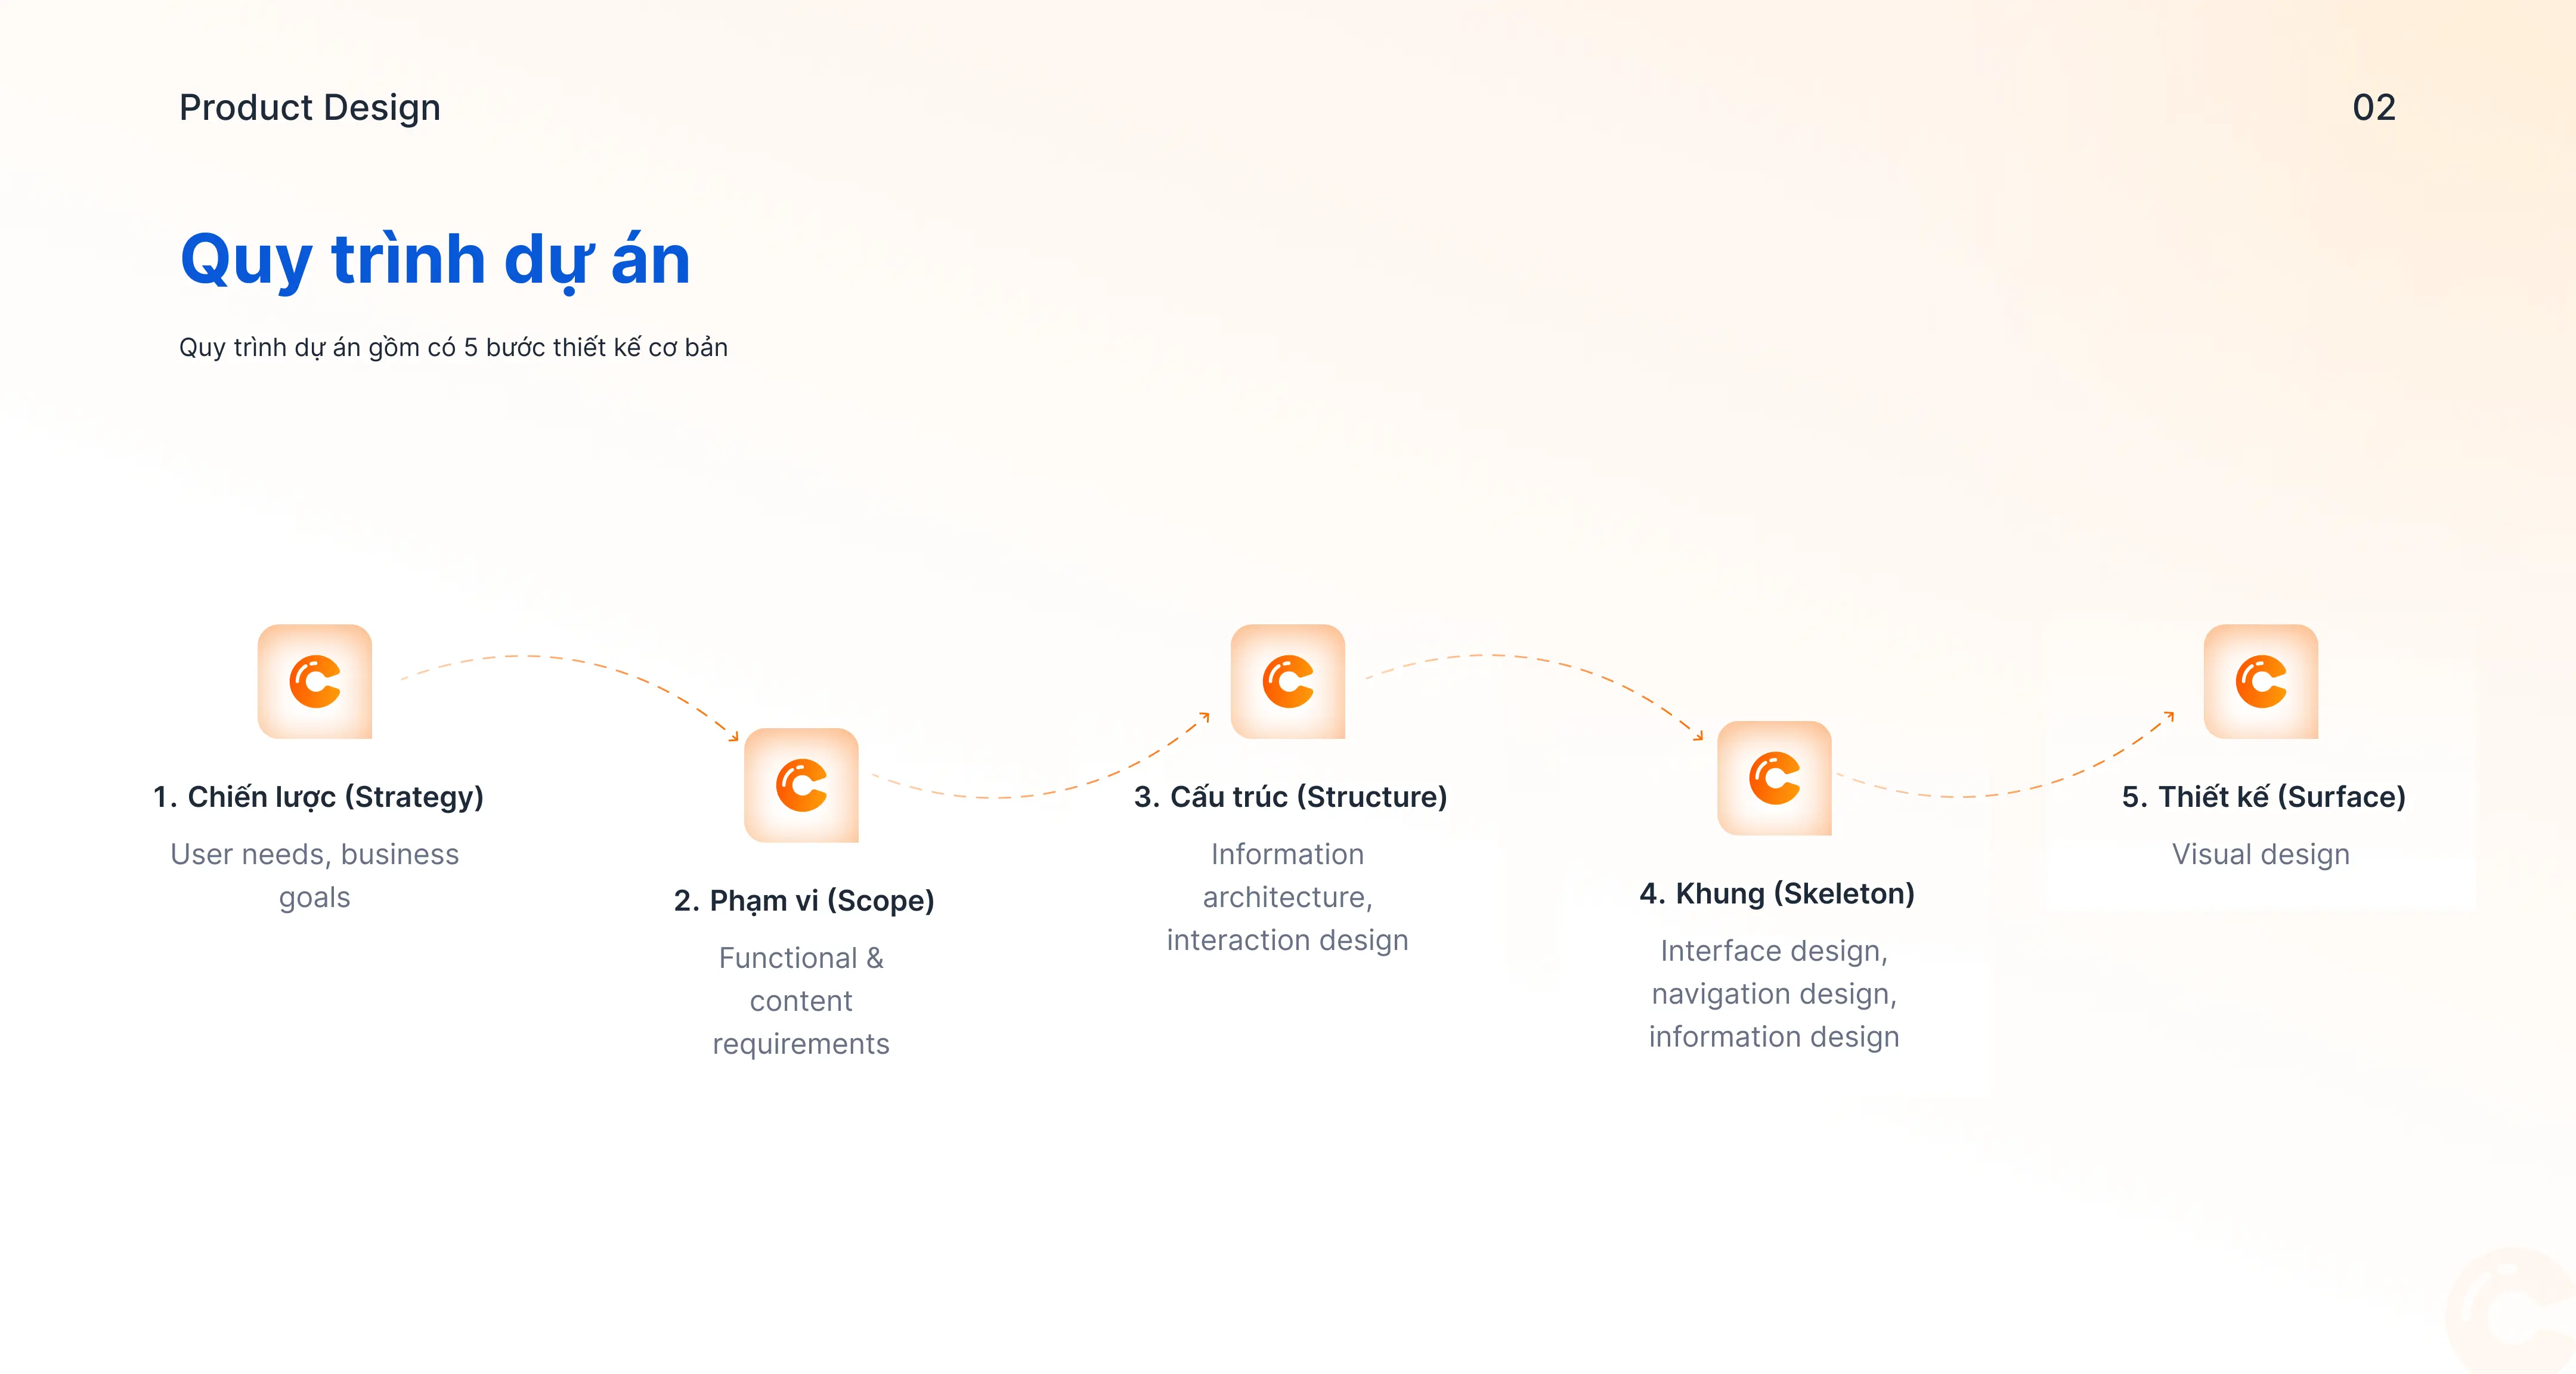 Product Design
02
Quy trình dự án
Quy trình dự án gồm có 5 bước thiết kế cơ bản
1. Chiến lược (Strategy)
User needs, business
goals
2. Phạm vi (Scope)
Functional &
content
requirements
3. Cấu trúc (Structure)
Information
architecture,
interaction design
4. Khung (Skeleton)
Interface design,
navigation design,
information design
5. Thiết kế (Surface)
Visual design